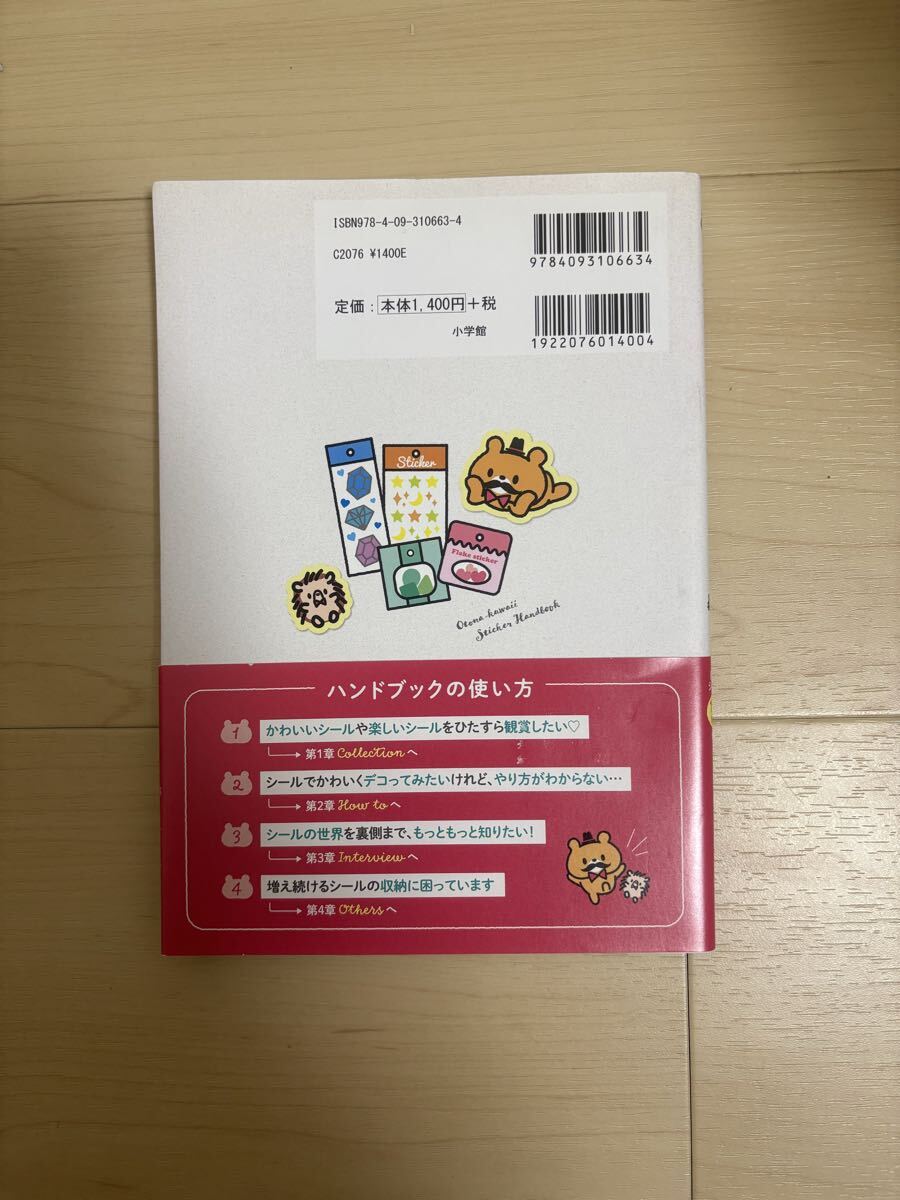 ISBN978-4-09-310663-4
C2076 ¥1400E
定価：本体1,400円+税
小学館
9784093106634
1922076014004
Sticker
Flake sticker
Otona-kawaii
Sticker Handbook
ハンドブックの使い方
1 かわいいシールや楽しいシールをひたすら観賞したい♡
第1章 Collection へ
2 シールでかわいくデコってみたいけれど、やり方がわからない…
第2章 How to へ
3 シールの世界を裏側まで、もっともっと知りたい！
第3章 Interview へ
4 増え続けるシールの収納に困っています
第4章 Others へ